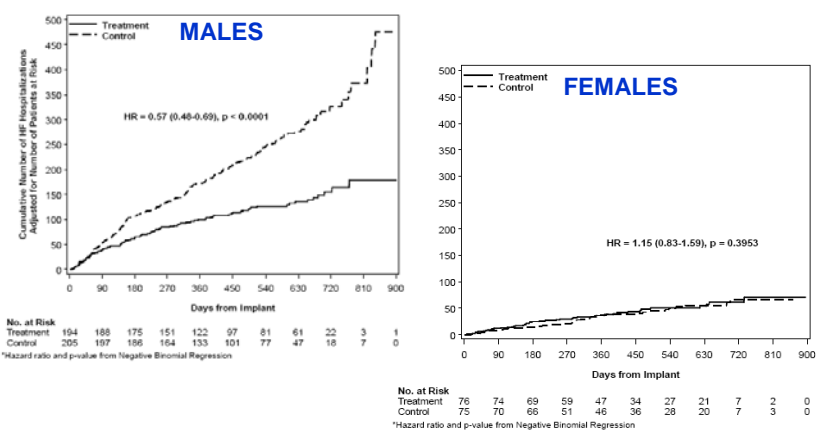 MALES
Treatment
Control
Cumulative Number of HF Hospitalizations
Adjusted for Number of Patients at Risk
500
450
400
350
300
250
200
150
100
50
0
HR = 0.57 (0.48-0.69), p < 0.0001
0 90 180 270 360 450 540 630 720 810 900
Days from Implant
No. at Risk
Treatment 194 188 175 151 122 97 81 61 22 3 1
Control 205 197 186 164 133 101 77 47 18 7 0
*Hazard ratio and p-value from Negative Binomial Regression
FEMALES
Treatment
Control
500
450
400
350
300
250
200
150
100
50
0
HR = 1.15 (0.83-1.59), p = 0.3953
0 90 180 270 360 450 540 630 720 810 900
Days from Implant
No. at Risk
Treatment 76 74 69 59 47 34 27 21 7 2 0
Control 75 70 66 51 46 36 28 20 7 3 0
*Hazard ratio and p-value from Negative Binomial Regression